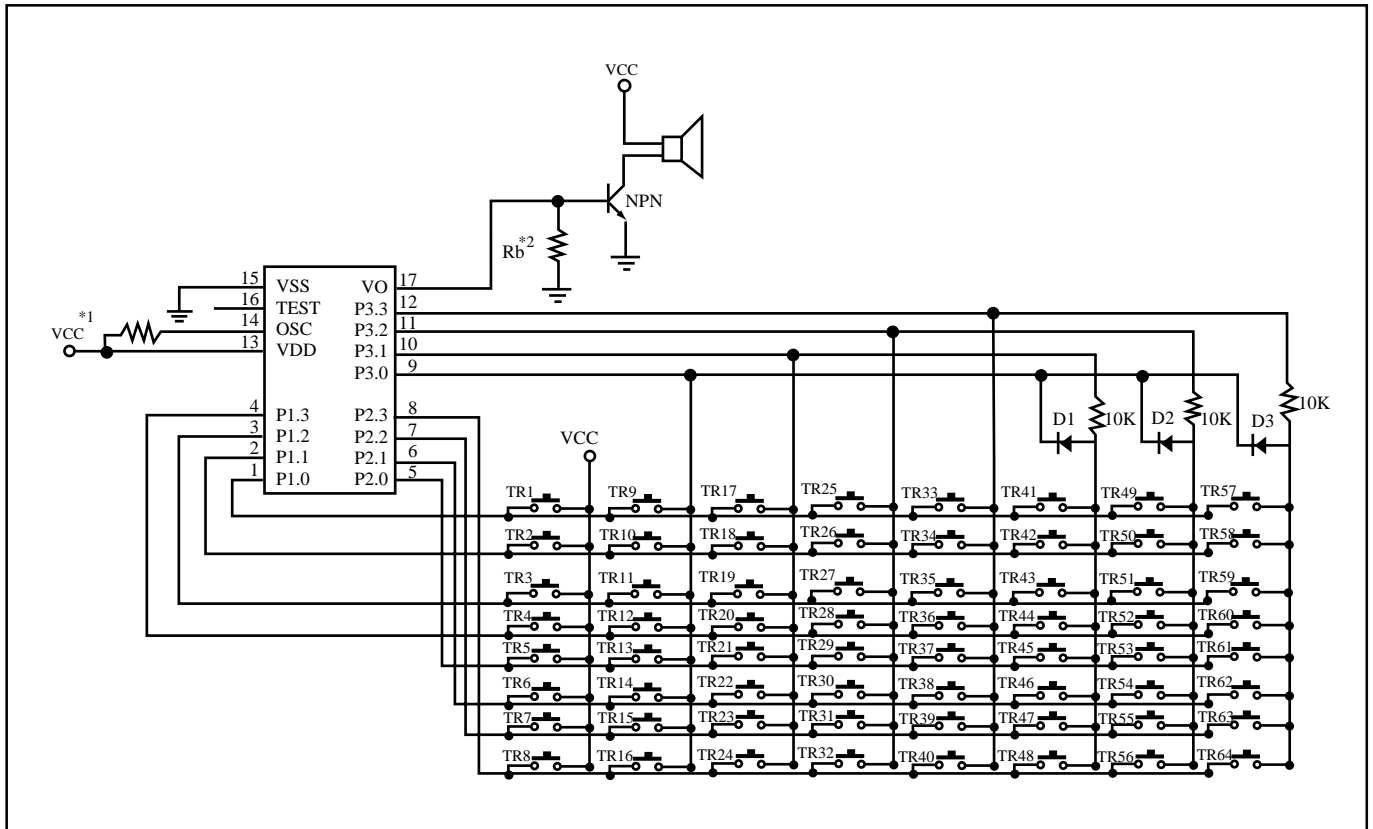 VCC
NPN
Rb*2
15 VSS VO 17
16 TEST P3.3 12
14 OSC P3.2 11
13 VDD P3.1 10
P3.0 9
*1
VCC
4 P1.3 P2.3 8
3 P1.2 P2.2 7
2 P1.1 P2.1 6
1 P1.0 P2.0 5
D1 10K D2 10K D3 10K
VCC
TR1 TR9 TR17 TR25 TR33 TR41 TR49 TR57
TR2 TR10 TR18 TR26 TR34 TR42 TR50 TR58
TR3 TR11 TR19 TR27 TR35 TR43 TR51 TR59
TR4 TR12 TR20 TR28 TR36 TR44 TR52 TR60
TR5 TR13 TR21 TR29 TR37 TR45 TR53 TR61
TR6 TR14 TR22 TR30 TR38 TR46 TR54 TR62
TR7 TR15 TR23 TR31 TR39 TR47 TR55 TR63
TR8 TR16 TR24 TR32 TR40 TR48 TR56 TR64